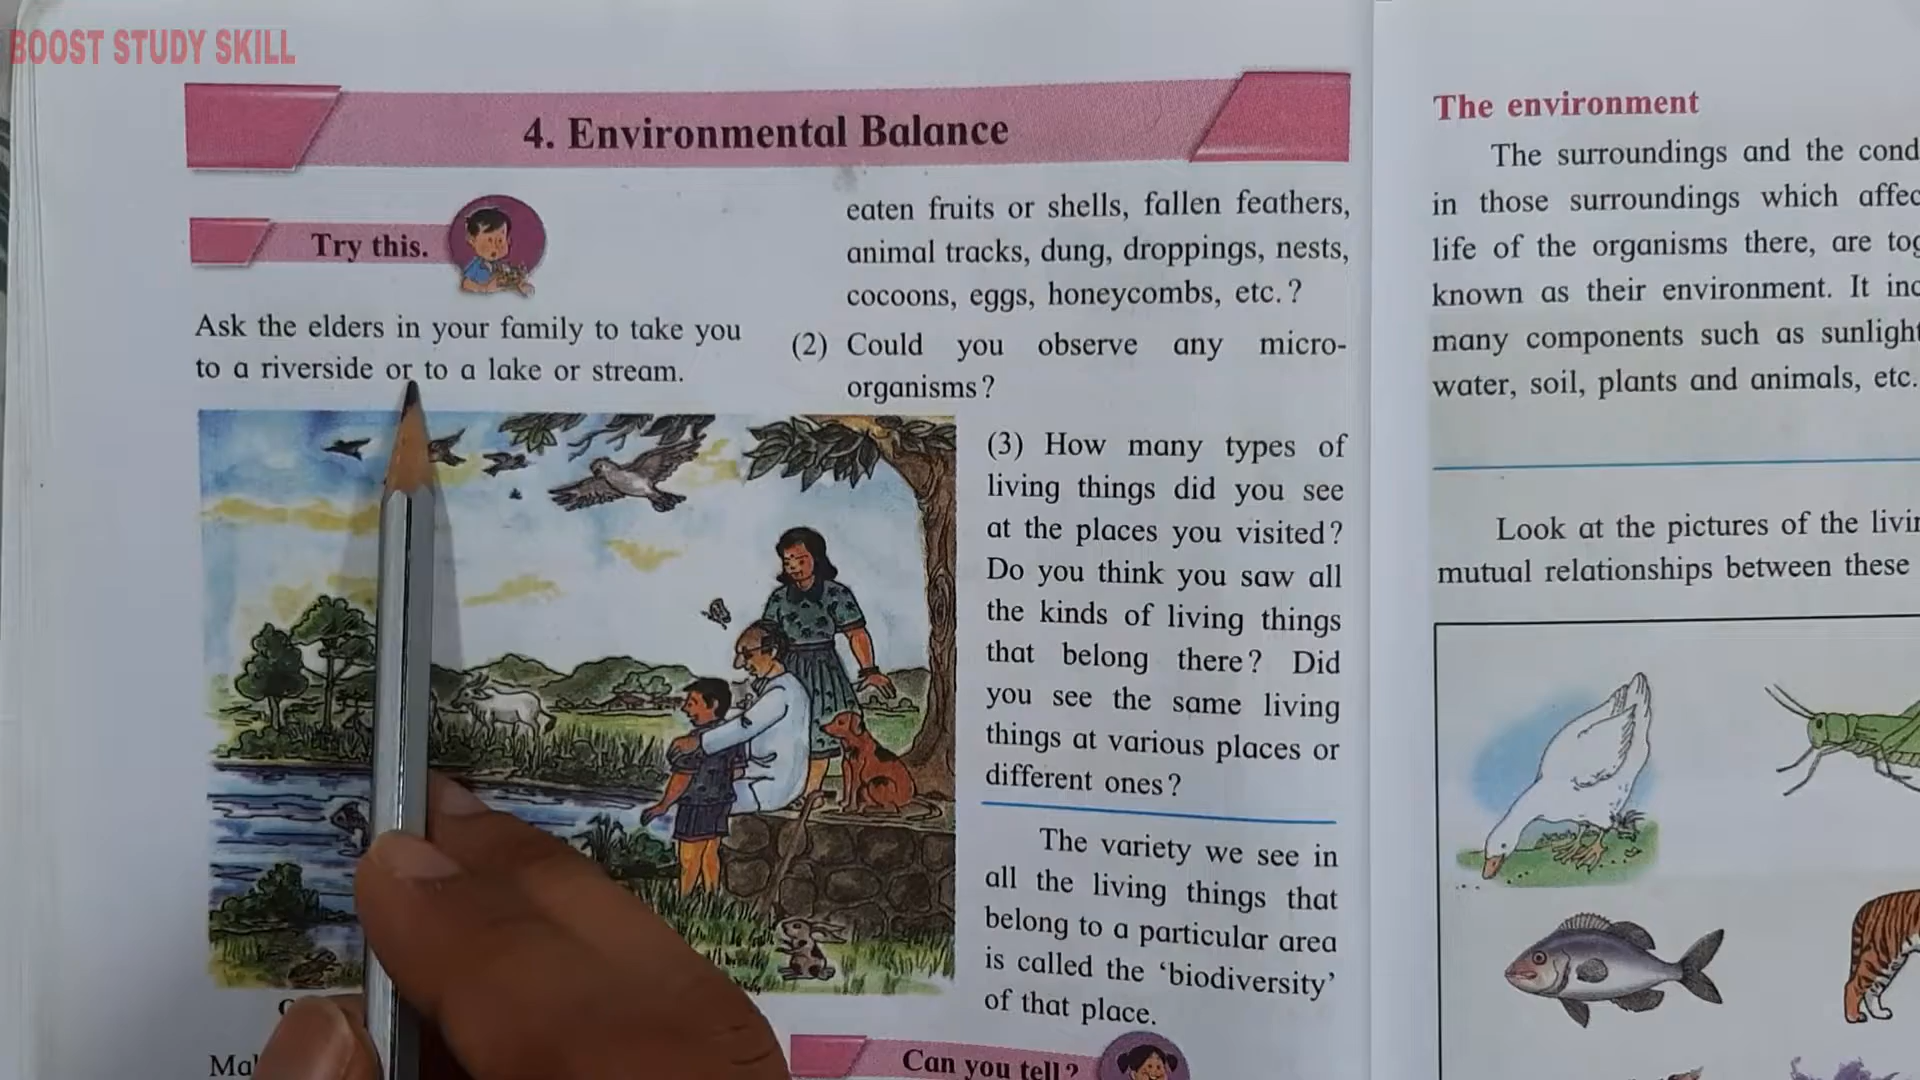 BOOST STUDY SKILL
4. Environmental Balance
Try this.
Ask the elders in your family to take you
to a riverside or to a lake or stream.
eaten fruits or shells, fallen feathers,
animal tracks, dung, droppings, nests,
cocoons, eggs, honeycombs, etc.?
(2) Could you observe any micro-
organisms?
(3) How many types of
living things did you see
at the places you visited?
Do you think you saw all
the kinds of living things
that belong there? Did
you see the same living
things at various places or
different ones?
The variety we see in
all the living things that
belong to a particular area
is called the ‘biodiversity’
of that place.
Can you tell?
The environment
The surroundings and the
in those surroundings which
life of the organisms there, are
known as their environment. It
many components such as
water, soil, plants and animals, etc.
Look at the pictures of the
mutual relationships between these